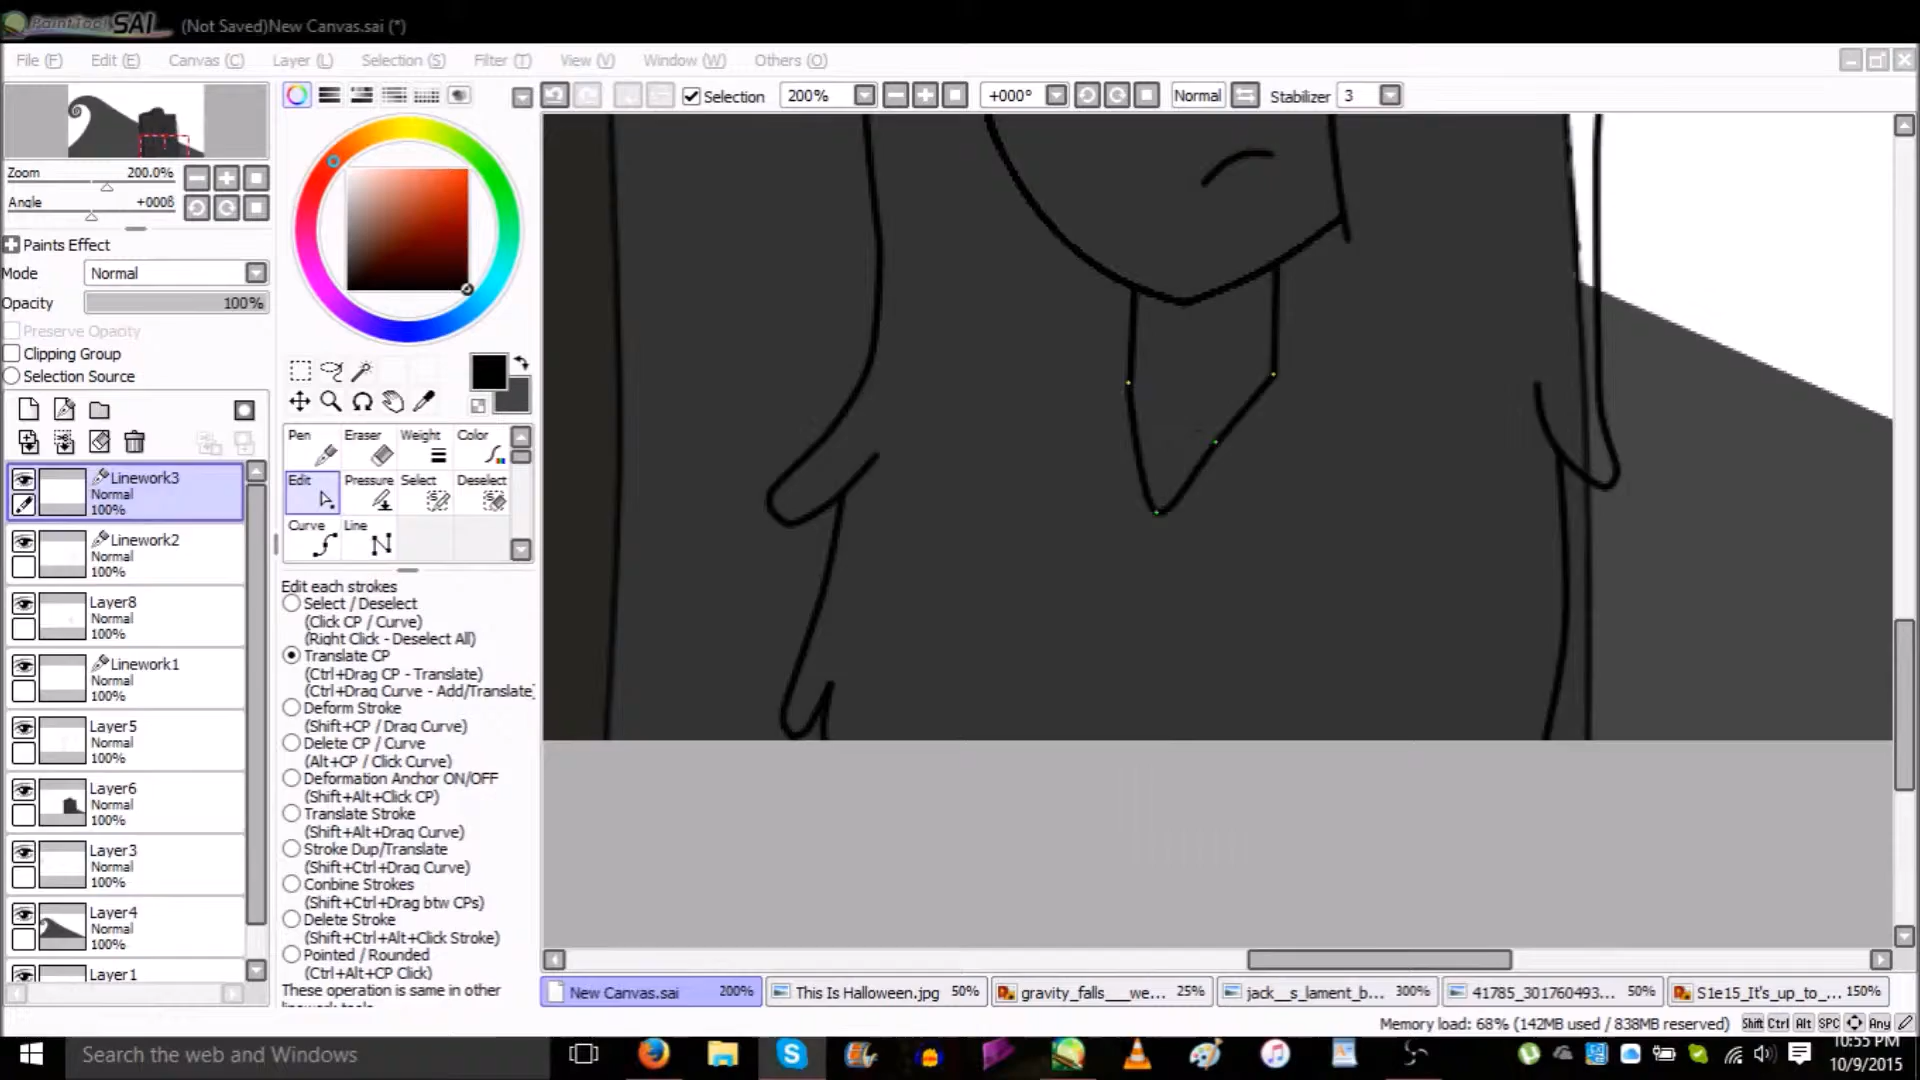 PaintTool SAI (Not Saved)New Canvas.sai (*)
File (F) Edit (E) Canvas (C) Layer (L) Selection (S) Filter (T) View (V) Window (W) Others (O)
Selection 200% +000° Normal Stabilizer 3
Zoom 200.0%
Angle +000ß
Paints Effect
Mode Normal
Opacity 100%
Preserve Opacity
Clipping Group
Selection Source
Linework3
Normal
100%
Linework2
Normal
100%
Layer8
Normal
100%
Linework1
Normal
100%
Layer5
Normal
100%
Layer6
Normal
100%
Layer3
Normal
100%
Layer4
Normal
100%
Layer1
Pen Eraser Weight Color
Edit Pressure Select Deselect
Curve Line
Edit each strokes
Select / Deselect
(Click CP / Curve)
(Right Click - Deselect All)
Translate CP
(Ctrl+Drag CP - Translate)
(Ctrl+Drag Curve - Add/Translate)
Deform Stroke
(Shift+CP / Drag Curve)
Delete CP / Curve
(Alt+CP / Click Curve)
Deformation Anchor ON/OFF
(Shift+Alt+Click CP)
Translate Stroke
(Shift+Alt+Drag Curve)
Stroke Dup/Translate
(Shift+Ctrl+Drag Curve)
Combine Strokes
(Shift+Ctrl+Drag btw CPs)
Delete Stroke
(Shift+Ctrl+Alt+Click Stroke)
Pointed / Rounded
(Ctrl+Alt+CP Click)
These operation is same in other
New Canvas.sai 200% This Is Halloween.jpg 50% gravity_falls___we... 25% jack__s_lament_b... 300% 41785_301760493... 50% S1e15_It's_up_to_... 150%
Memory load: 68% (142MB used / 838MB reserved) Shift Ctrl Alt SPC Any
Search the web and Windows
10:55 PM
10/9/2015